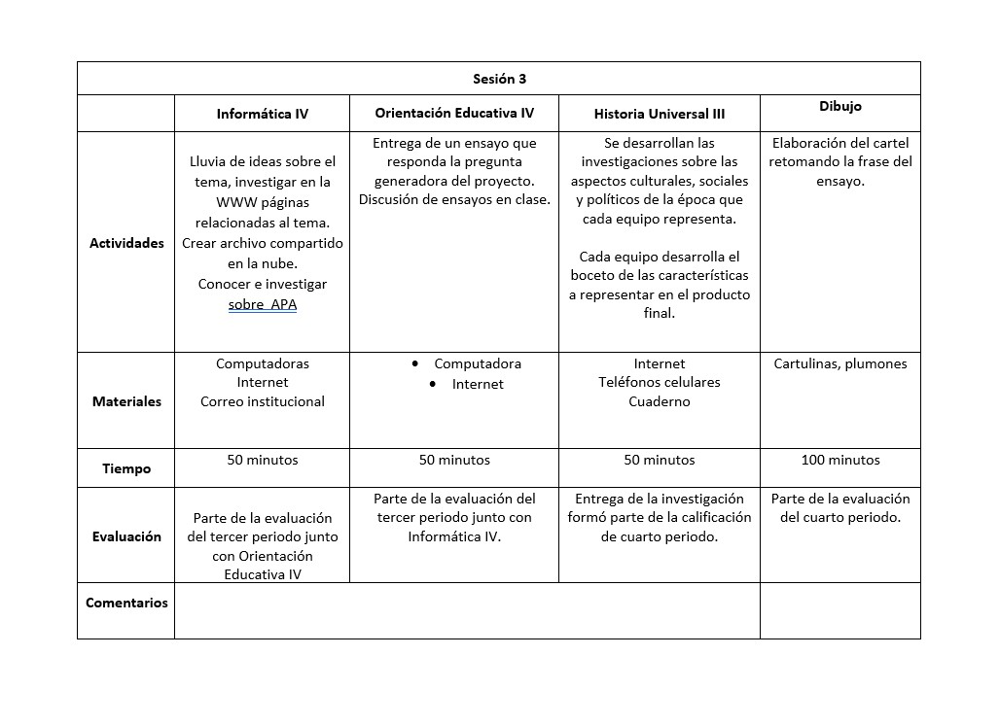 Sesión 3
Informática IV
Orientación Educativa IV
Historia Universal III
Dibujo
Actividades
Lluvia de ideas sobre el
tema, investigar en la
WWW páginas
relacionadas al tema.
Crear archivo compartido
en la nube.
Conocer e investigar
sobre  APA
Entrega de un ensayo que
responda la pregunta
generadora del proyecto.
Discusión de ensayos en clase.
Se desarrollan las
investigaciones sobre las
aspectos culturales, sociales
y políticos de la época que
cada equipo representa.
Cada equipo desarrolla el
boceto de las características
a representar en el producto
final.
Elaboración del cartel
retomando la frase del
ensayo.
Materiales
Computadoras
Internet
Correo institucional
• Computadora
• Internet
Internet
Teléfonos celulares
Cuaderno
Cartulinas, plumones
Tiempo
50 minutos
50 minutos
50 minutos
100 minutos
Evaluación
Parte de la evaluación
del tercer periodo junto
con Orientación
Educativa IV
Parte de la evaluación del
tercer periodo junto con
Informática IV.
Entrega de la investigación
formó parte de la calificación
de cuarto periodo.
Parte de la evaluación
del cuarto periodo.
Comentarios